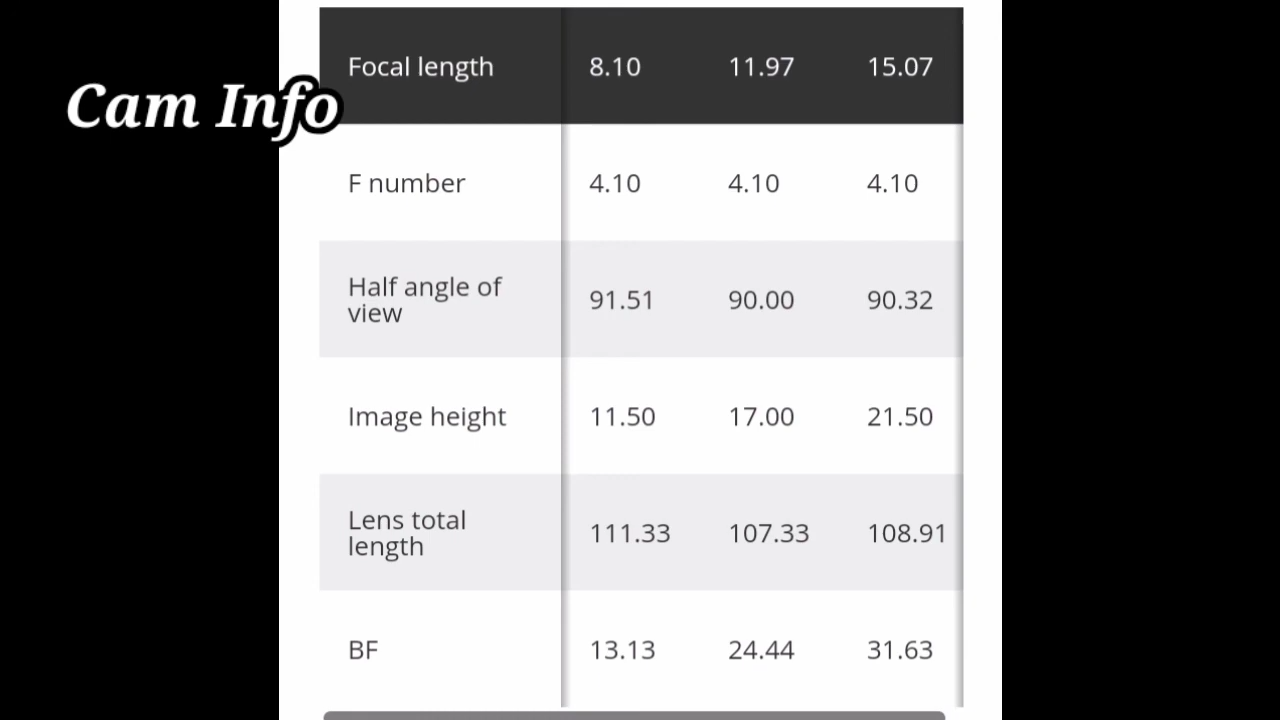 Cam Info
Focal length 8.10 11.97 15.07
F number 4.10 4.10 4.10
Half angle of
view 91.51 90.00 90.32
Image height 11.50 17.00 21.50
Lens total
length 111.33 107.33 108.91
BF 13.13 24.44 31.63